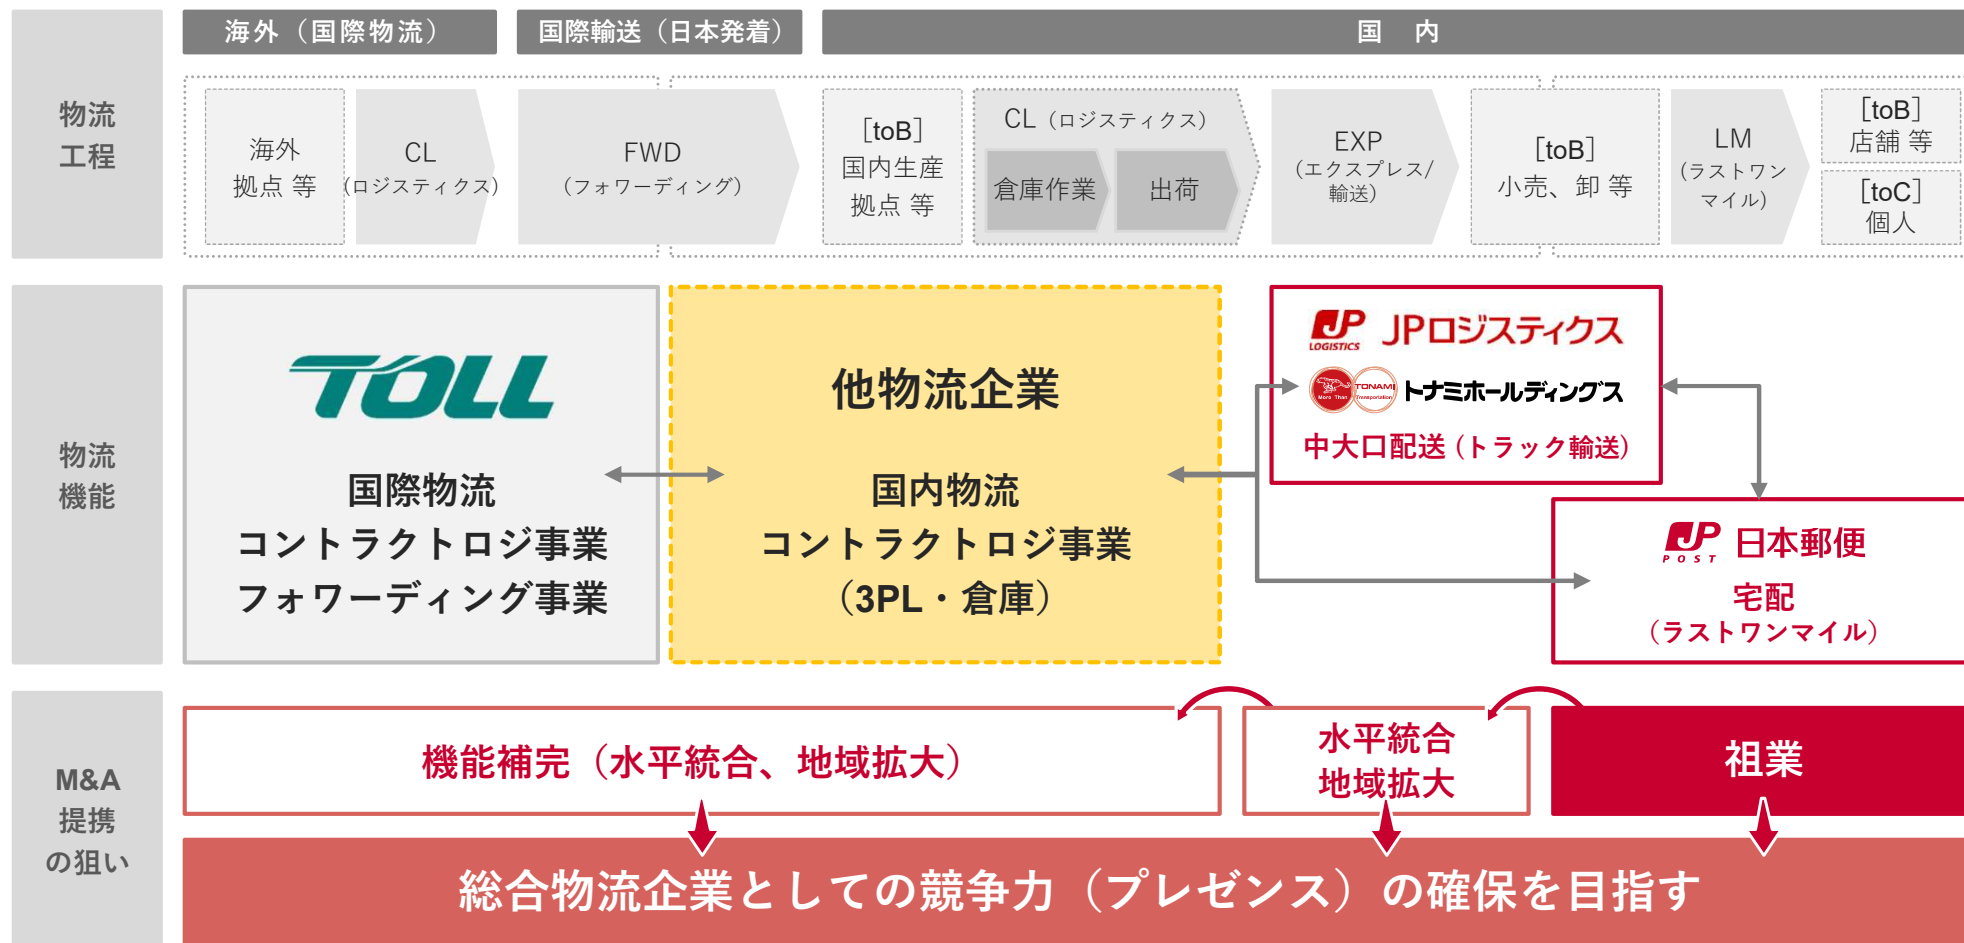 海外（国際物流）
国際輸送（日本発着）
国 内
物流
工程
海外
拠点 等
CL
(ロジスティクス)
FWD
(フォワーディング)
［toB］
国内生産
拠点 等
CL (ロジスティクス)
倉庫作業
出荷
EXP
(エクスプレス/
輸送)
［toB］
小売、卸 等
LM
(ラストワン
マイル)
［toB］
店舗 等
［toC］
個人
物流
機能
TOLL
国際物流
コントラクトロジ事業
フォワーディング事業
他物流企業
国内物流
コントラクトロジ事業
（3PL・倉庫）
JP
LOGISTICS
JPロジスティクス
More Than
TONAMI
Transportation
トナミホールディングス
中大口配送 (トラック輸送)
JP
POST
日本郵便
宅配
（ラストワンマイル）
M&A
提携
の狙い
機能補完（水平統合、地域拡大）
水平統合
地域拡大
祖業
総合物流企業としての競争力（プレゼンス）の確保を目指す